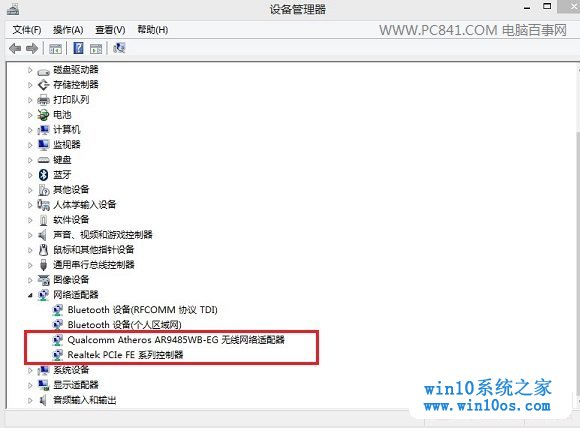 设备管理器
文件(F) 操作(A) 查看(V) 帮助(H)
WWW.PC841.COM 电脑百事网
磁盘驱动器
存储控制器
打印队列
电池
计算机
监视器
键盘
蓝牙
其他设备
人体学输入设备
软件设备
声音、视频和游戏控制器
鼠标和其他指针设备
通用串行总线控制器
图像设备
网络适配器
Bluetooth 设备(RFCOMM 协议 TDI)
Bluetooth 设备(个人区域网)
Qualcomm Atheros AR9485WB-EG 无线网络适配器
Realtek PCIe FE 系列控制器
系统设备
显示适配器
音频输入和输出
win10系统之家
www.win10os.com